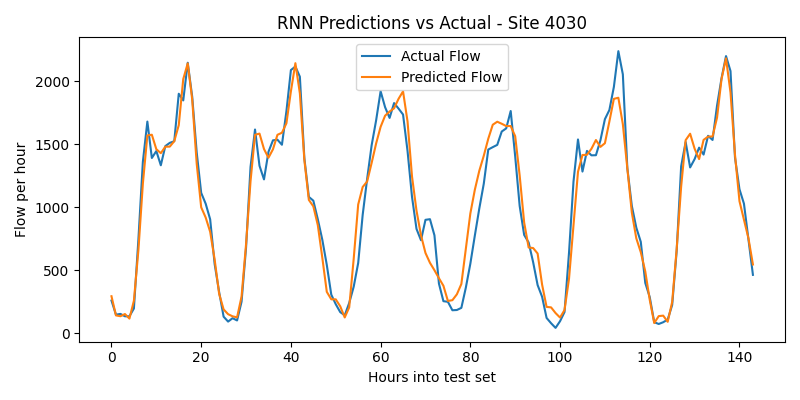 RNN Predictions vs Actual - Site 4030
Actual Flow
Predicted Flow
Flow per hour
2000
1500
1000
500
0
0 20 40 60 80 100 120 140
Hours into test set